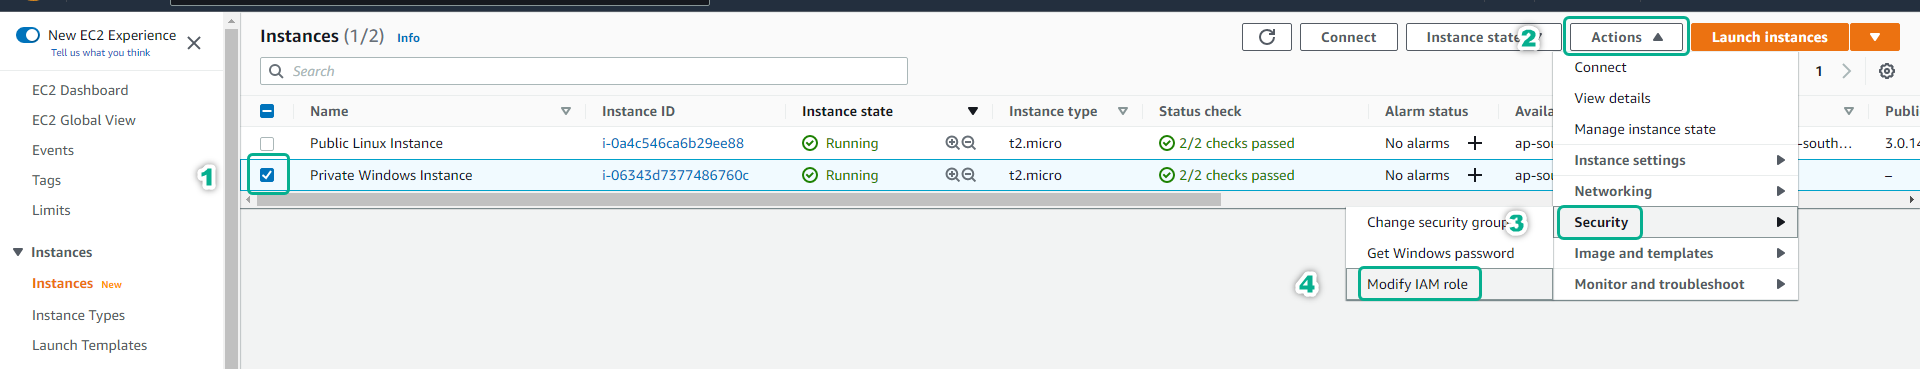 New EC2 Experience
Tell us what you think
EC2 Dashboard
EC2 Global View
Events
Tags
Limits
Instances
Instances New
Instance Types
Launch Templates
Instances (1/2) Info
Connect
Instance state
2
Actions
Launch instances
Search
1
Name
Instance ID
Instance state
Instance type
Status check
Alarm status
Availa
Publi
Public Linux Instance
i-0a4c546ca6b29ee88
Running
t2.micro
2/2 checks passed
No alarms
ap-so
-south...
3.0.14
1
Private Windows Instance
i-06343d7377486760c
Running
t2.micro
2/2 checks passed
No alarms
ap-so
–
Connect
View details
Manage instance state
Instance settings
Networking
Security
Image and templates
Monitor and troubleshoot
Change security group
3
Get Windows password
4
Modify IAM role